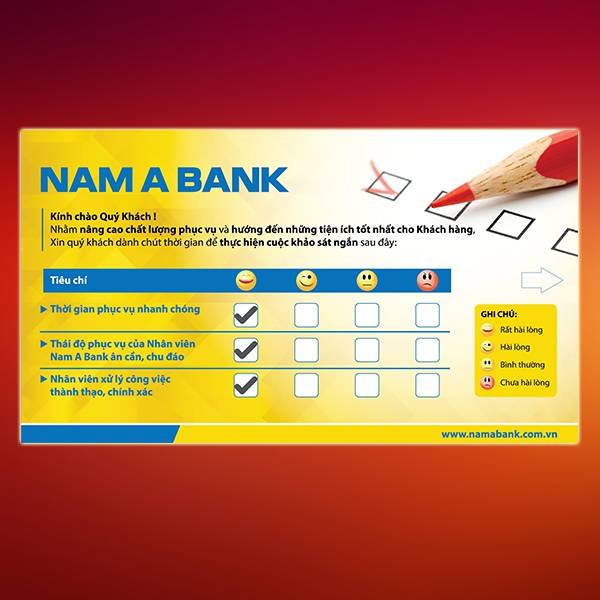 NAM A BANK
Kính chào Quý Khách !
Nhằm nâng cao chất lượng phục vụ và hướng đến những tiện ích tốt nhất cho Khách hàng,
Xin quý khách dành chút thời gian để thực hiện cuộc khảo sát ngắn sau đây:
Tiêu chí
Thời gian phục vụ nhanh chóng
Thái độ phục vụ của Nhân viên
Nam A Bank ân cần, chu đáo
Nhân viên xử lý công việc
thành thạo, chính xác
GHI CHÚ:
Rất hài lòng
Hài lòng
Bình thường
Chưa hài lòng
www.namabank.com.vn